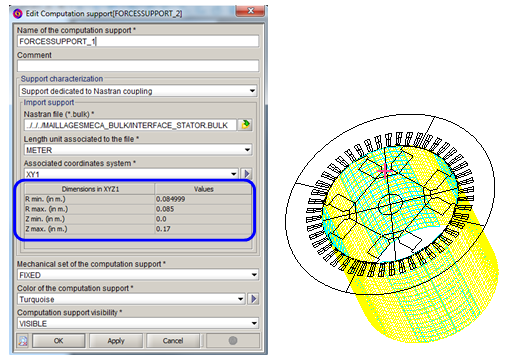 Edit Computation support[FORCESSUPPORT_2]
Name of the computation support *
FORCESSUPPORT_1
Comment
Support characterization
Support dedicated to Nastran coupling
Import support
Nastran file (*.bulk) *
./././MAILLAGESMECA_BULK/INTERFACE_STATOR.BULK
Length unit associated to the file *
METER
Associated coordinates system *
XY1
Dimensions in XYZ1 Values
R min. (in m.) 0.084999
R max. (in m.) 0.085
Z min. (in m.) 0.0
Z max. (in m.) 0.17
Mechanical set of the computation support *
FIXED
Color of the computation support *
Turquoise
Computation support visibility *
VISIBLE
OK Apply Cancel